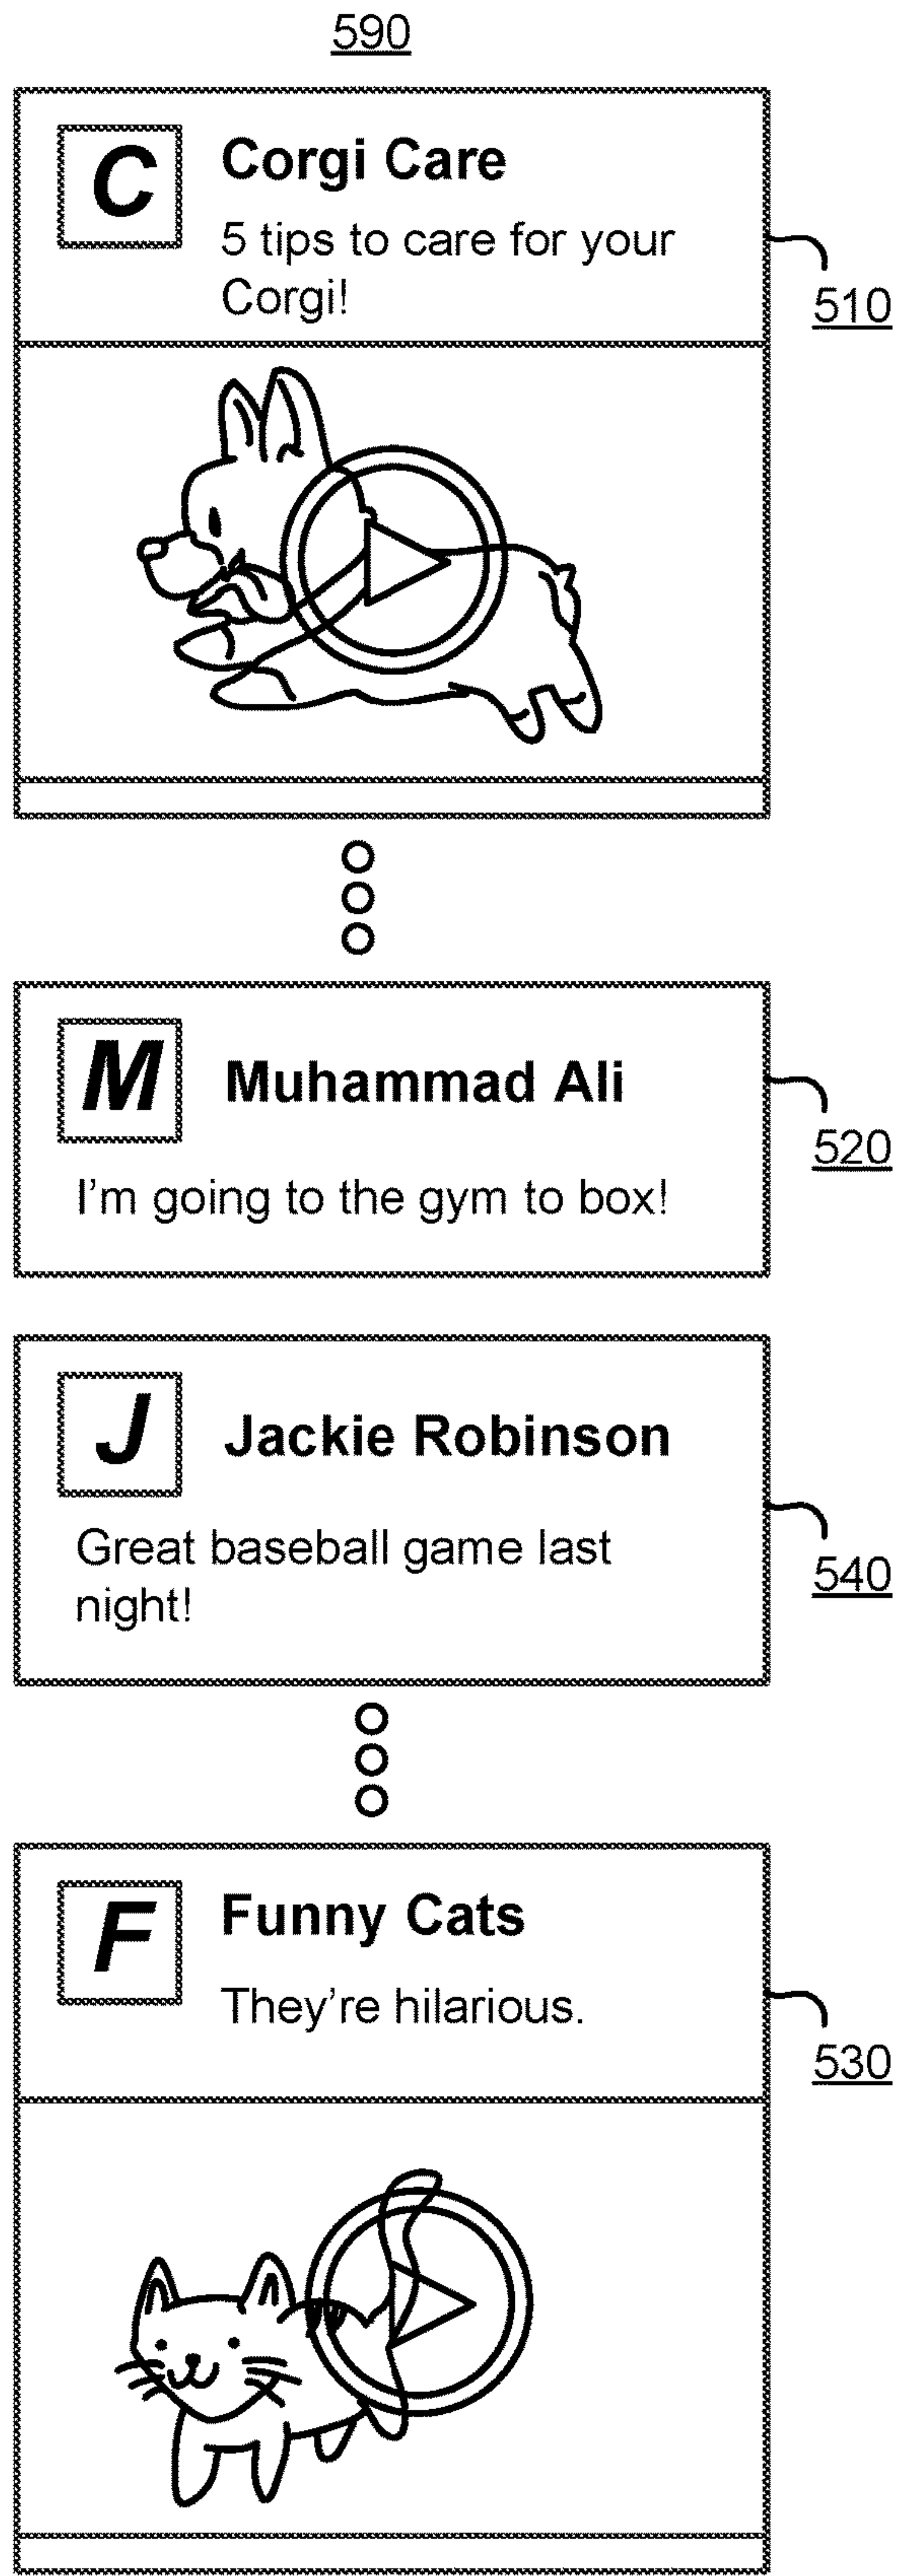 590
C
Corgi Care
5 tips to care for your
Corgi!
510
M
Muhammad Ali
520
I'm going to the gym to box!
J
Jackie Robinson
Great baseball game last
540
night!
F
Funny Cats
They're hilarious.
530